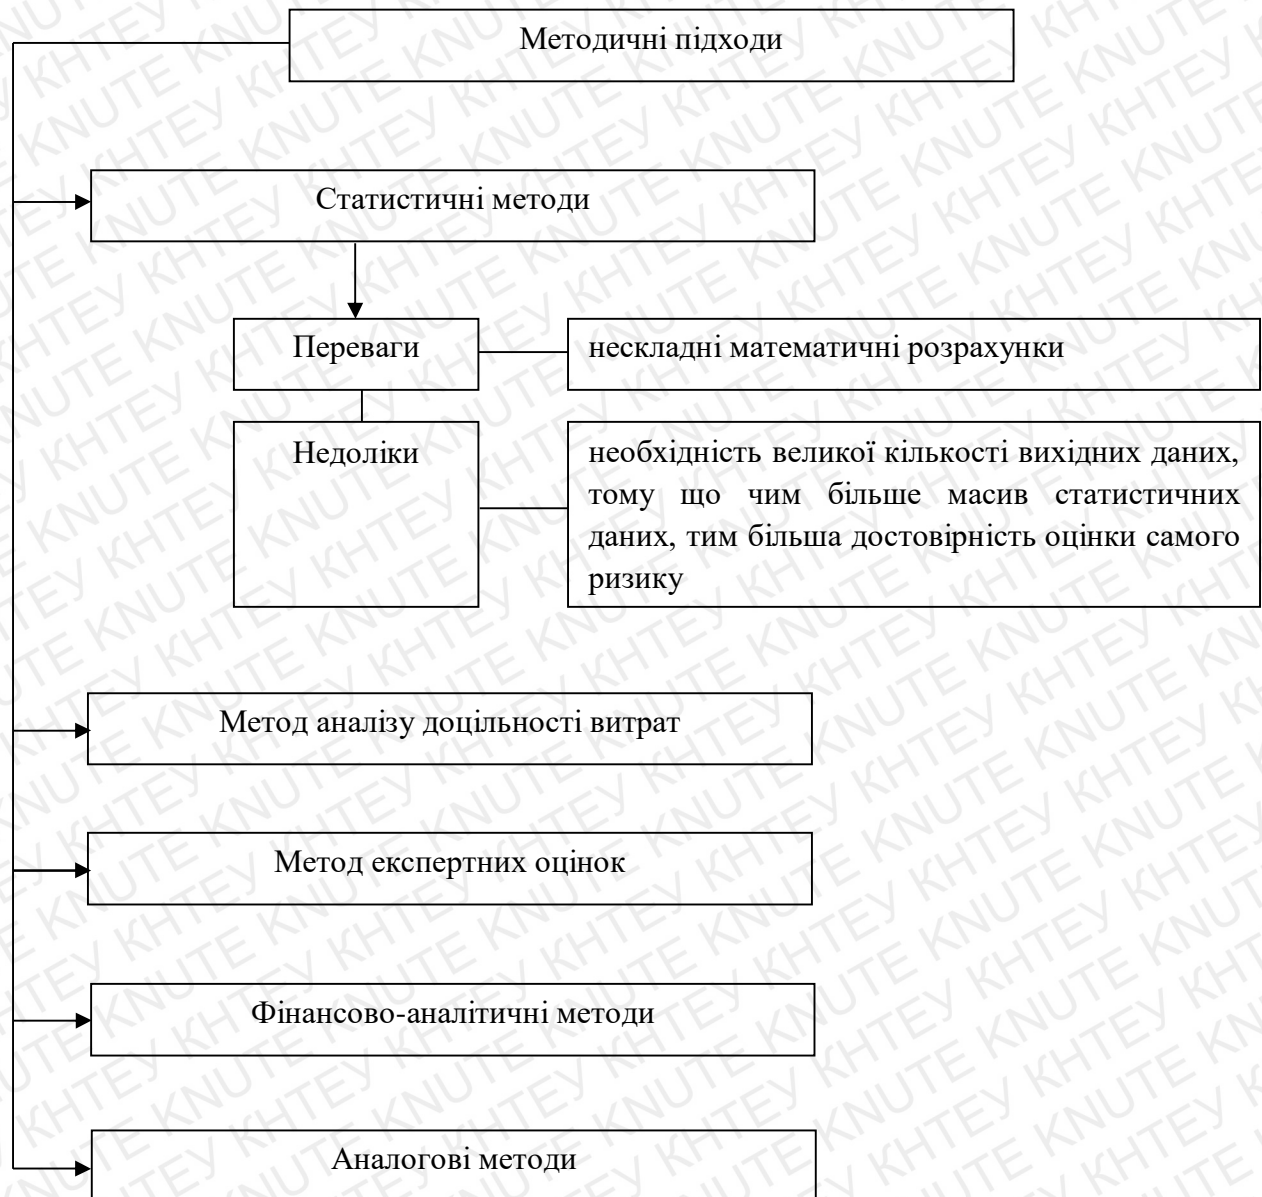 Методичні підходи
Статистичні методи
Переваги
нескладні математичні розрахунки
Недоліки
необхідність великої кількості вихідних даних,
тому що чим більше масив статистичних
даних, тим більша достовірність оцінки самого
ризику
Метод аналізу доцільності витрат
Метод експертних оцінок
Фінансово-аналітичні методи
Аналогові методи